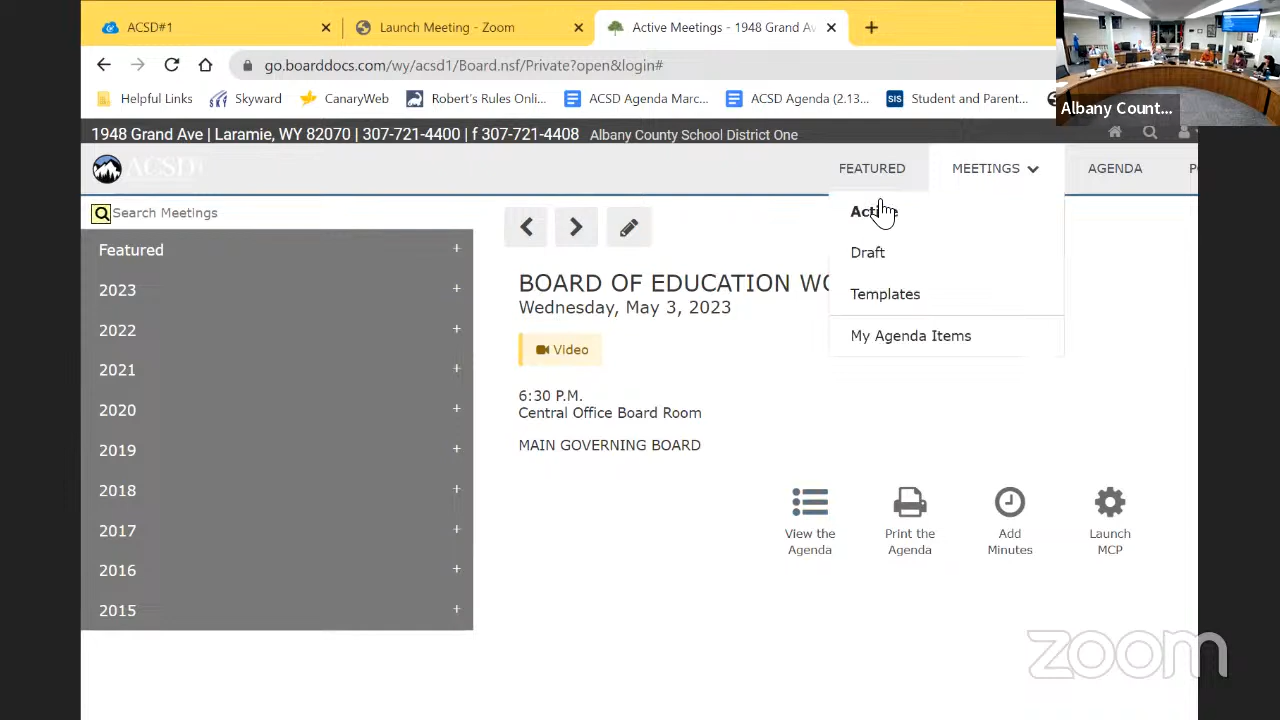 ACSD#1
Launch Meeting - Zoom
Active Meetings - 1948 Grand Av
go.boarddocs.com/wy/acsd1/Board.nsf/Private?open&login#
Helpful Links
Skyward
CanaryWeb
Robert's Rules Onli...
ACSD Agenda Marc...
ACSD Agenda (2.13...
SIS
Student and Parent...
Albany Count...
1948 Grand Ave | Laramie, WY 82070 | 307-721-4400 | f 307-721-4408 Albany County School District One
ACSD
FEATURED
MEETINGS
AGENDA
Search Meetings
Featured +
2023 +
2022 +
2021 +
2020 +
2019 +
2018 +
2017 +
2016 +
2015 +
Draft
Templates
My Agenda Items
BOARD OF EDUCATION
Wednesday, May 3, 2023
Video
6:30 P.M.
Central Office Board Room
MAIN GOVERNING BOARD
View the
Agenda
Print the
Agenda
Add
Minutes
Launch
MCP
zoom